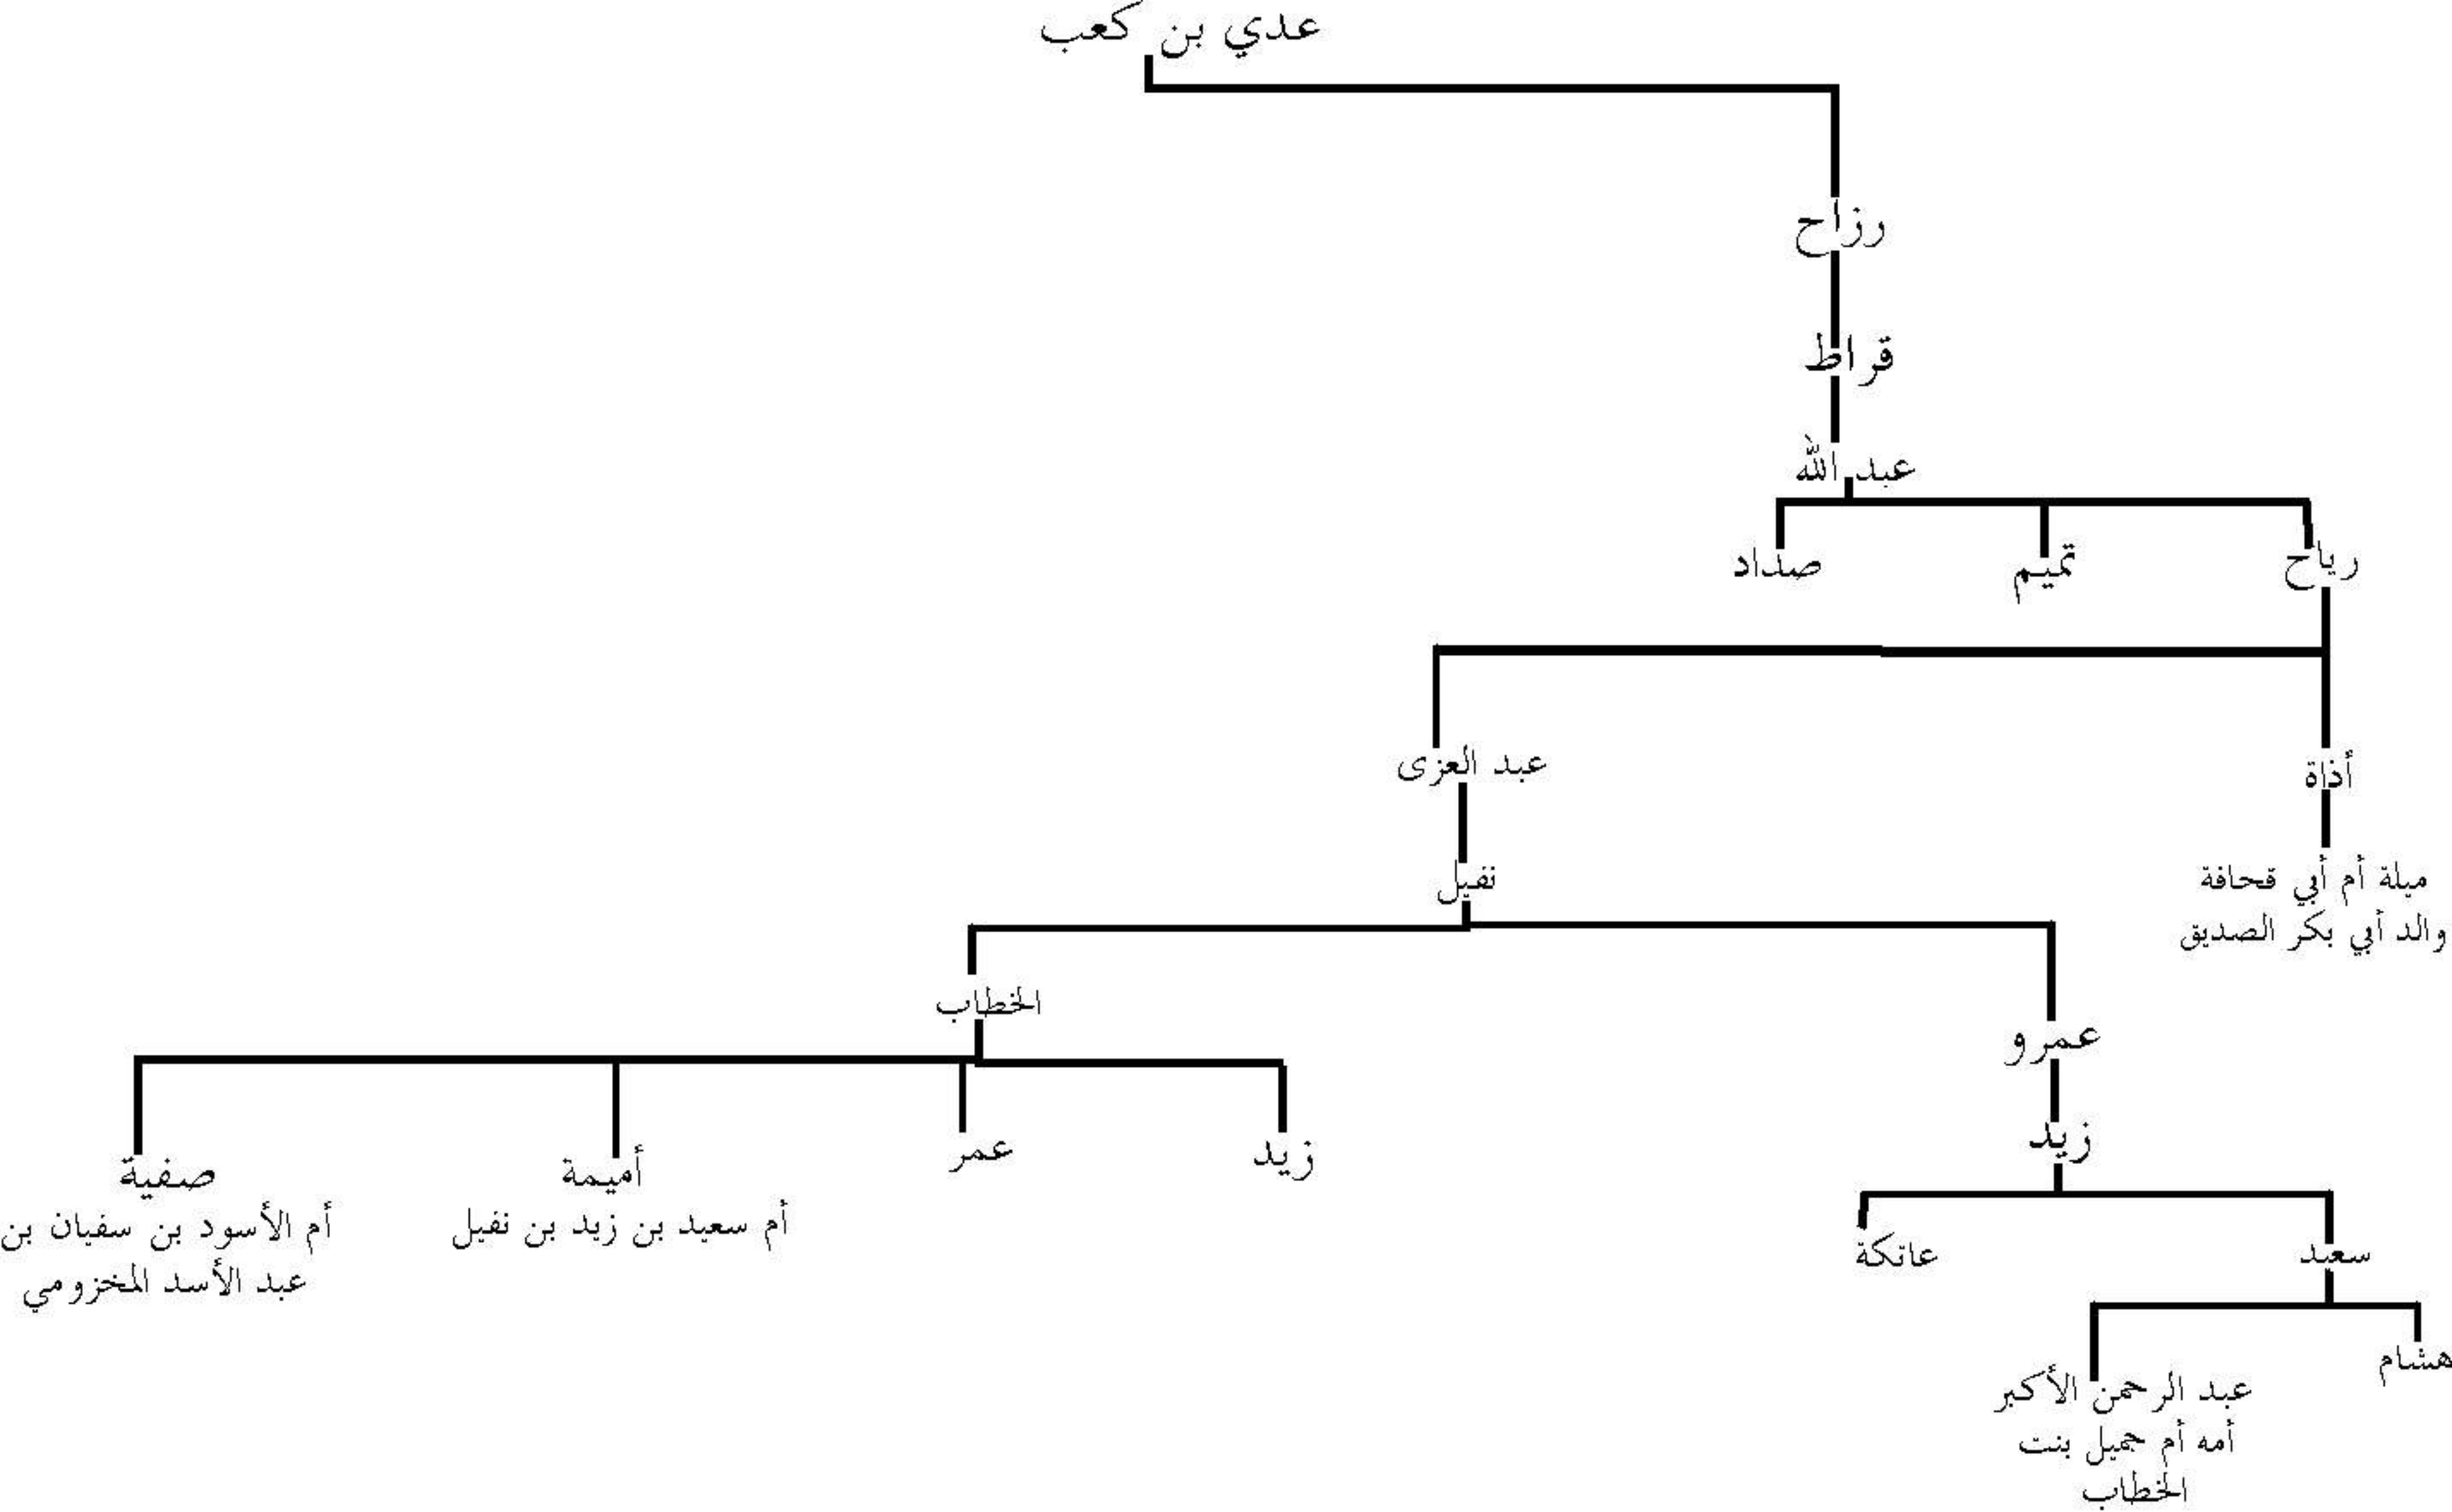 عدي بن كعب
رزاح
قراط
عبد الله
رياح
تميم
صداد
عبد العزى
أذاة
نفيل
ميلة أم أبي قحافة
والد أبي بكر الصديق
الخطاب
عمرو
زيد
زيد
عمر
أميمة
أم سعيد بن زيد بن نفيل
صفية
أم الأسود بن سفيان بن
عبد الأسد المخزومي
سعيد
عاتكة
هشام
عبد الرحمن الأكبر
أمه أم جميل بنت
الخطاب